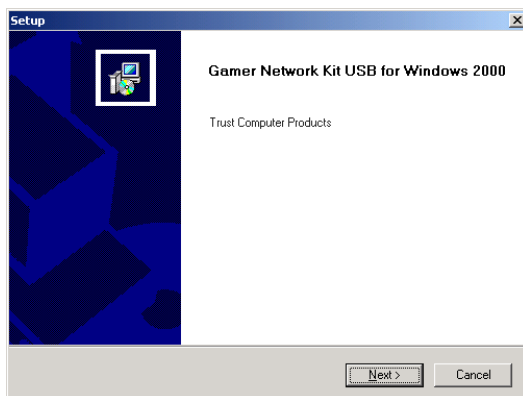 Setup
Gamer Network Kit USB for Windows 2000
Trust Computer Products
Next >
Cancel